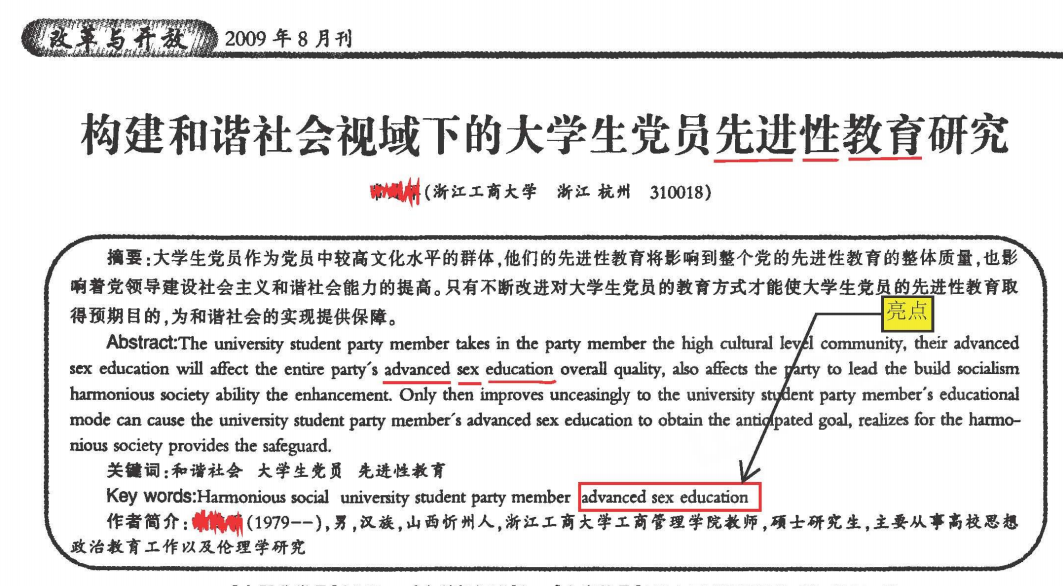 改革与开放 2009 年 8 月刊
构建和谐社会视域下的大学生党员先进性教育研究
(浙江工商大学 浙江 杭州 310018)
摘要:大学生党员作为党员中较高文化水平的群体,他们的先进性教育将影响到整个党的先进性教育的整体质量,也影
响着党领导建设社会主义和谐社会能力的提高。只有不断改进对大学生党员的教育方式才能使大学生党员的先进性教育取
得预期目的,为和谐社会的实现提供保障。
亮点
Abstract:The university student party member takes in the party member the high cultural level community, their advanced
sex education will affect the entire party´s advanced sex education overall quality, also affects the party to lead the build socialism
harmonious society ability the enhancement. Only then improves unceasingly to the university student party member´s educational
mode can cause the university student party member´s advanced sex education to obtain the anticipated goal, realizes for the harmo-
nious society provides the safeguard.
关键词:和谐社会 大学生党员 先进性教育
Key words:Harmonious social university student party member advanced sex education
作者简介:(1979--),男,汉族,山西忻州人,浙江工商大学工商管理学院教师,硕士研究生,主要从事高校思想
政治教育工作以及伦理学研究